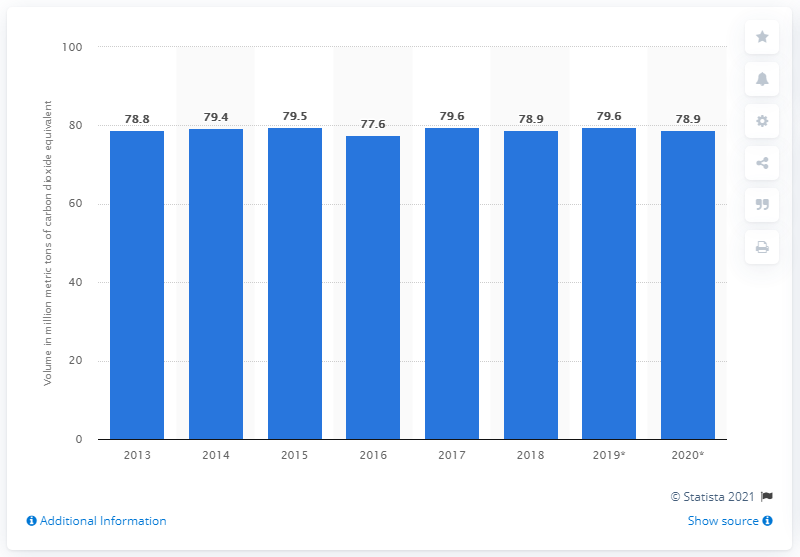 Volume in million metric tons of carbon dioxide equivalent
100
80
60
40
20
0
78.8 79.4 79.5 77.6 79.6 78.9 79.6 78.9
2013 2014 2015 2016 2017 2018 2019* 2020*
© Statista 2021
Additional Information Show source